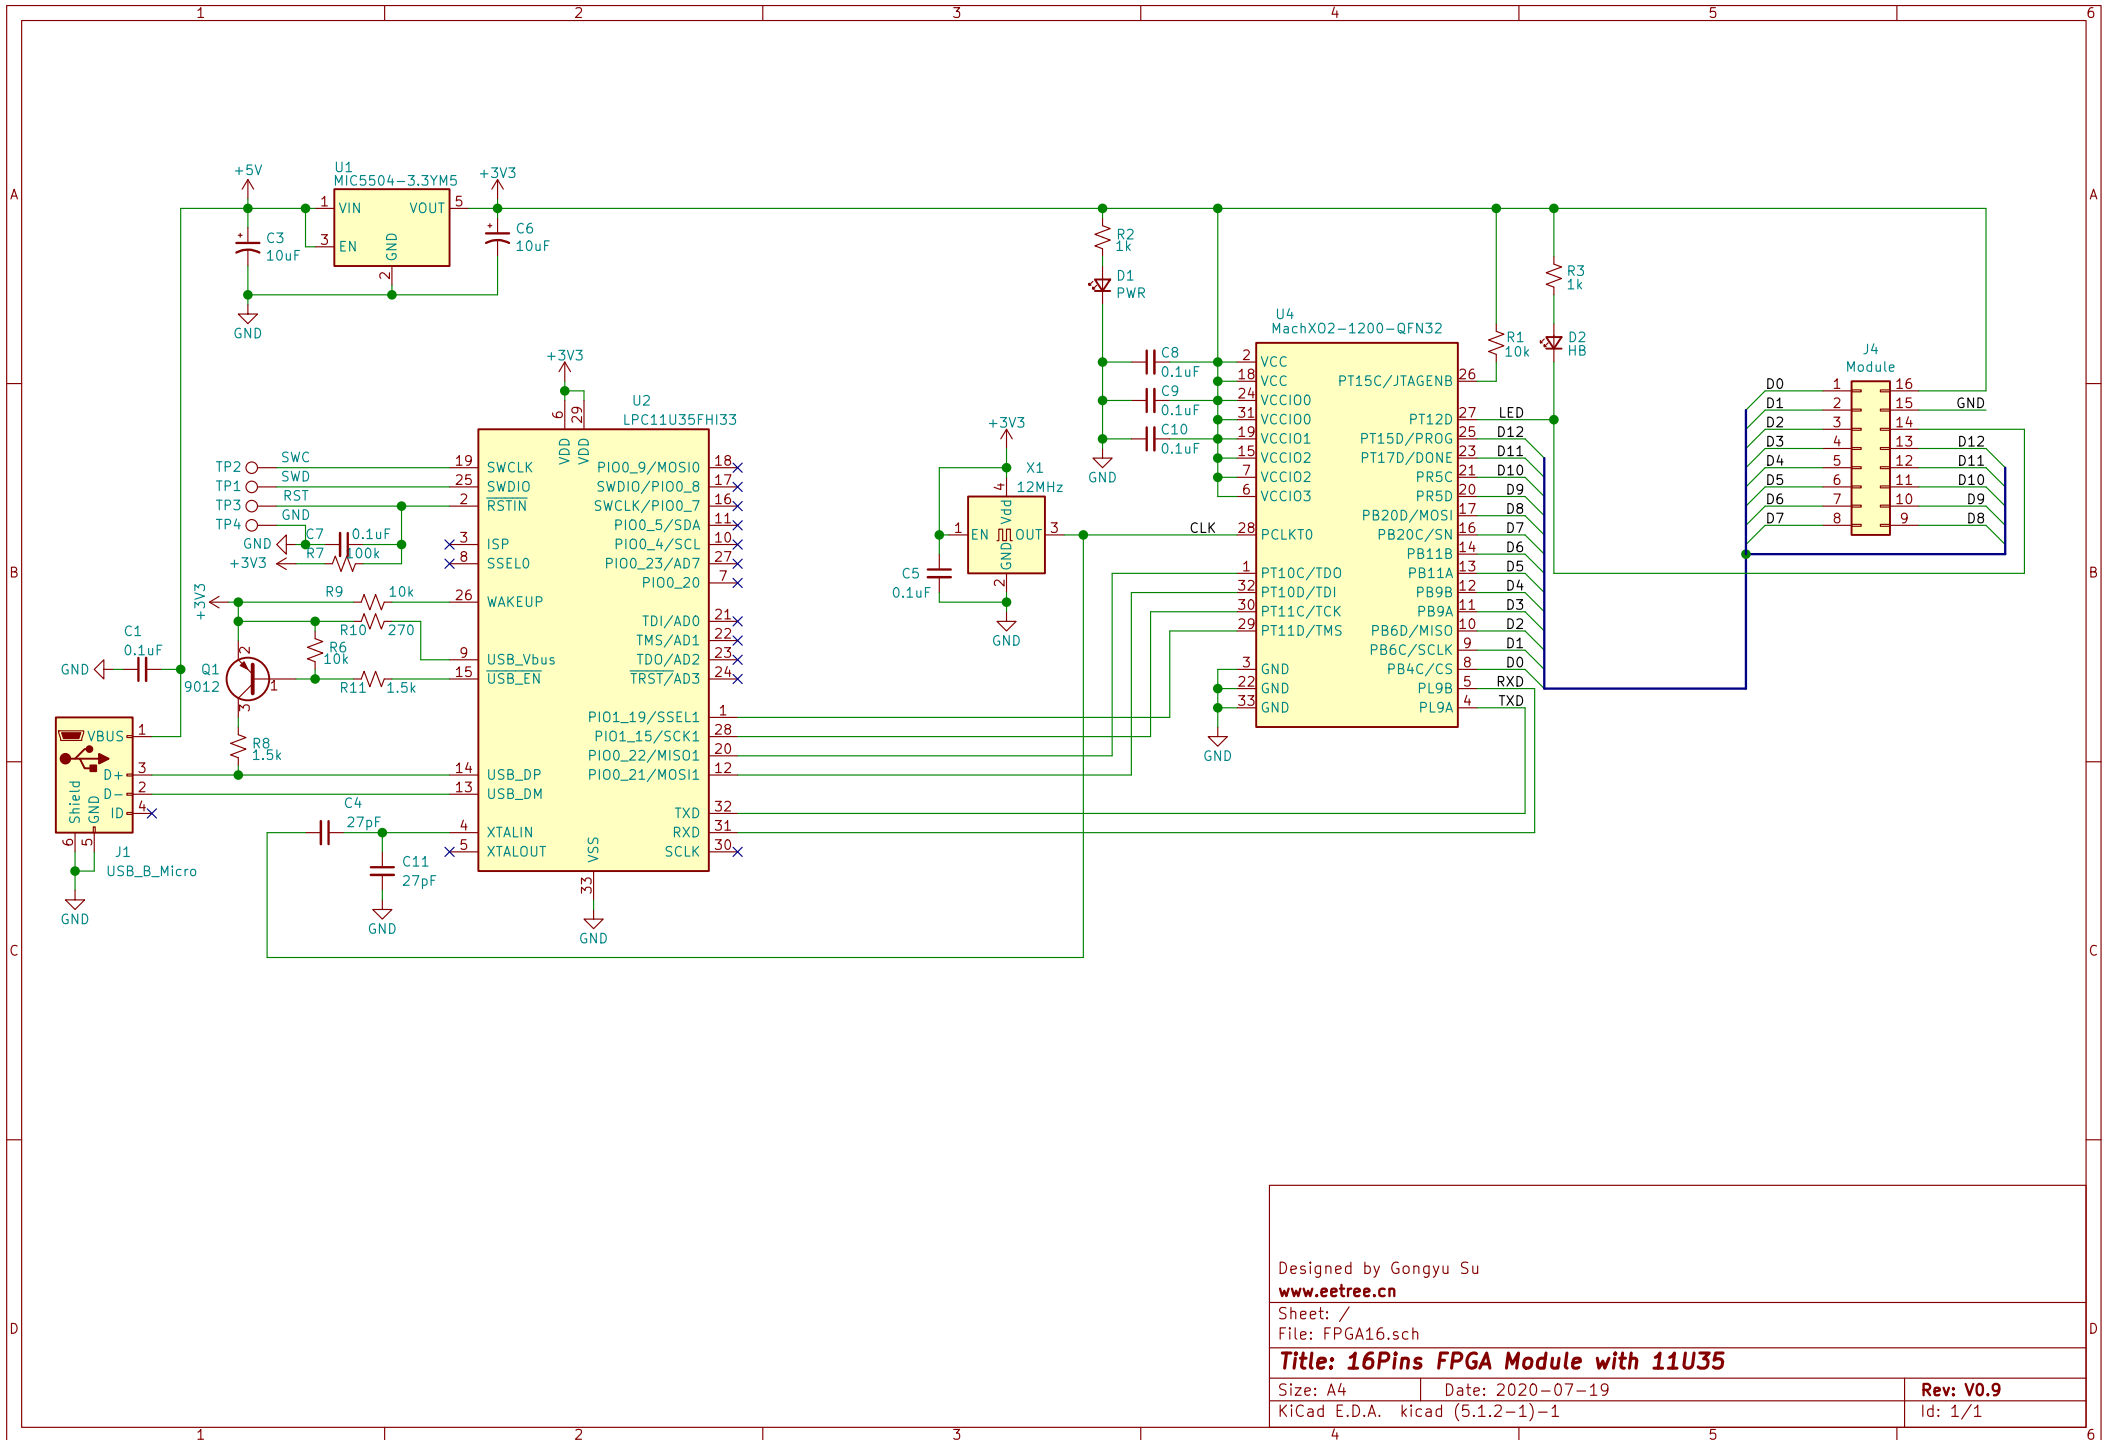 1 2 3 4 5 6
A
B
C
D
A
B
C
D
1 2 3 4 5 6
+5V
U1
MIC5504-3.3YM5
1 VIN
VOUT 5
3 EN
GND
2
+3V3
C3
10uF
C6
10uF
GND
+3V3
U2
LPC11U35FHI33
6
29
VDD
VDD
TP2 SWC 19 SWCLK
TP1 SWD 25 SWDIO
TP3 RST 2 RSTIN
TP4 GND
C7 0.1uF
GND
R7 100k
+3V3
3 ISP
8 SSEL0
+3V3
R9 10k
26 WAKEUP
R10 270
R6
10k
9 USB_Vbus
R11 1.5k
15 USB_EN
C1
0.1uF
GND
Q1
9012
2
1
3
R8
1.5k
VBUS 1
D+ 3
D- 2
ID 4
Shield
GND
6
5
J1
USB_B_Micro
GND
14 USB_DP
13 USB_DM
C4
27pF
4 XTALIN
5 XTALOUT
C11
27pF
GND
VSS
33
GND
PIO0_9/MOSI0 18
SWDIO/PIO0_8 17
SWCLK/PIO0_7 16
PIO0_5/SDA 11
PIO0_4/SCL 10
PIO0_23/AD7 27
PIO0_20 7
TDI/AD0 21
TMS/AD1 22
TDO/AD2 23
TRST/AD3 24
PIO1_19/SSEL1 1
PIO1_15/SCK1 28
PIO0_22/MISO1 20
PIO0_21/MOSI1 12
TXD 32
RXD 31
SCLK 30
+3V3
X1
12MHz
4
Vdd
1 EN
OUT 3
GND
2
C5
0.1uF
GND
R2
1k
D1
PWR
C8
0.1uF
C9
0.1uF
C10
0.1uF
GND
U4
MachXO2-1200-QFN32
2 VCC
18 VCC
24 VCCIO0
31 VCCIO0
19 VCCIO1
15 VCCIO2
7 VCCIO2
6 VCCIO3
CLK 28 PCLKT0
1 PT10C/TDO
32 PT10D/TDI
30 PT11C/TCK
29 PT11D/TMS
3 GND
22 GND
33 GND
GND
PT15C/JTAGENB 26
PT12D 27 LED
PT15D/PROG 25 D12
PT17D/DONE 23 D11
PR5C 21 D10
PR5D 20 D9
PB20D/MOSI 17 D8
PB20C/SN 16 D7
PB11B 14 D6
PB11A 13 D5
PB9B 12 D4
PB9A 11 D3
PB6D/MISO 10 D2
PB6C/SCLK 9 D1
PB4C/CS 8 D0
PL9B 5 RXD
PL9A 4 TXD
R1
10k
R3
1k
D2
HB
J4
Module
D0 1 16
D1 2 15 GND
D2 3 14
D3 4 13 D12
D4 5 12 D11
D5 6 11 D10
D6 7 10 D9
D7 8 9 D8
Designed by Gongyu Su
www.eetree.cn
Sheet: /
File: FPGA16.sch
Title: 16Pins FPGA Module with 11U35
Size: A4 Date: 2020-07-19 Rev: V0.9
KiCad E.D.A. kicad (5.1.2-1)-1 Id: 1/1